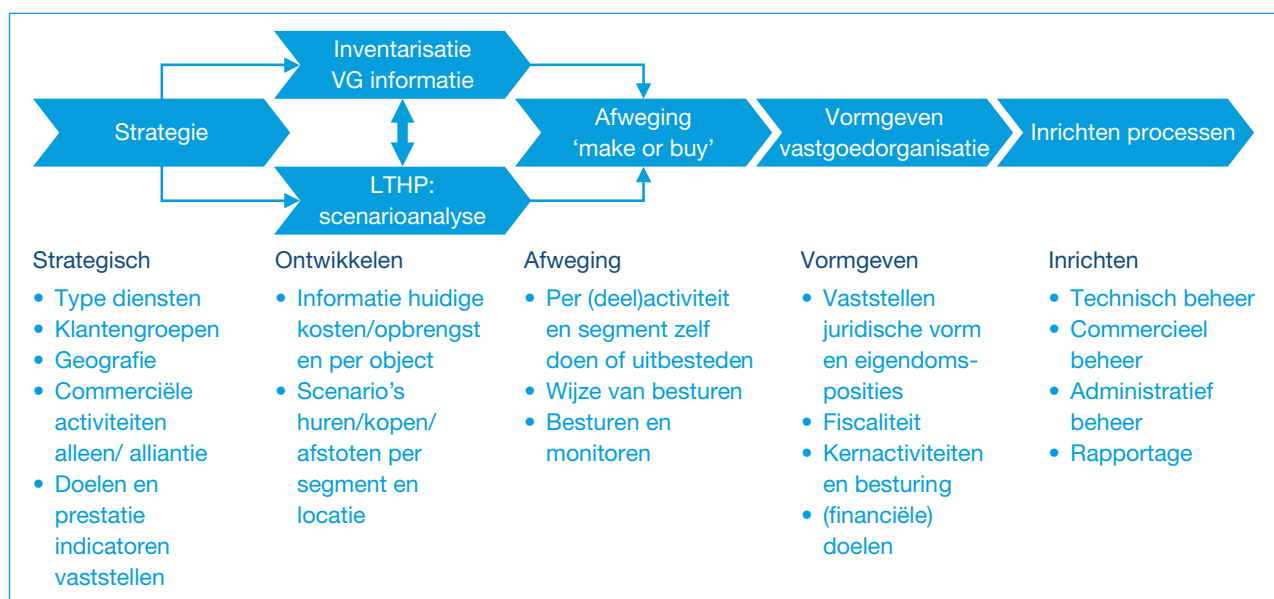 Inventarisatie
VG informatie
Strategie
Afweging
'make or buy'
Vormgeven
vastgoedorganisatie
Inrichten processen
LTHP:
scenarioanalyse
Strategisch
• Type diensten
• Klantengroepen
• Geografie
• Commerciële
activiteiten
alleen/ alliantie
• Doelen en
prestatie
indicatoren
vaststellen
Ontwikkelen
• Informatie huidige
kosten/opbrengst
en per object
• Scenario's
huren/kopen/
afstoten per
segment en
locatie
Afweging
• Per (deel)activiteit
en segment zelf
doen of uitbesteden
• Wijze van besturen
• Besturen en
monitoren
Vormgeven
• Vaststellen
juridische vorm
en eigendoms-
posities
• Fiscaliteit
• Kernactiviteiten
en besturing
• (financiële)
doelen
Inrichten
• Technisch beheer
• Commercieel
beheer
• Administratief
beheer
• Rapportage